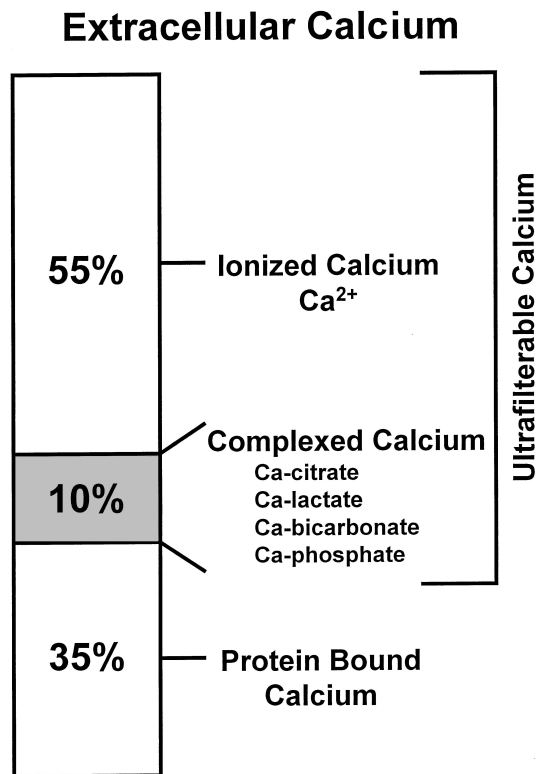 Extracellular Calcium
55%
Ionized Calcium
Ca²⁺
Complexed Calcium
Ca-citrate
Ca-lactate
Ca-bicarbonate
Ca-phosphate
10%
35%
Protein Bound
Calcium
Ultrafilterable Calcium